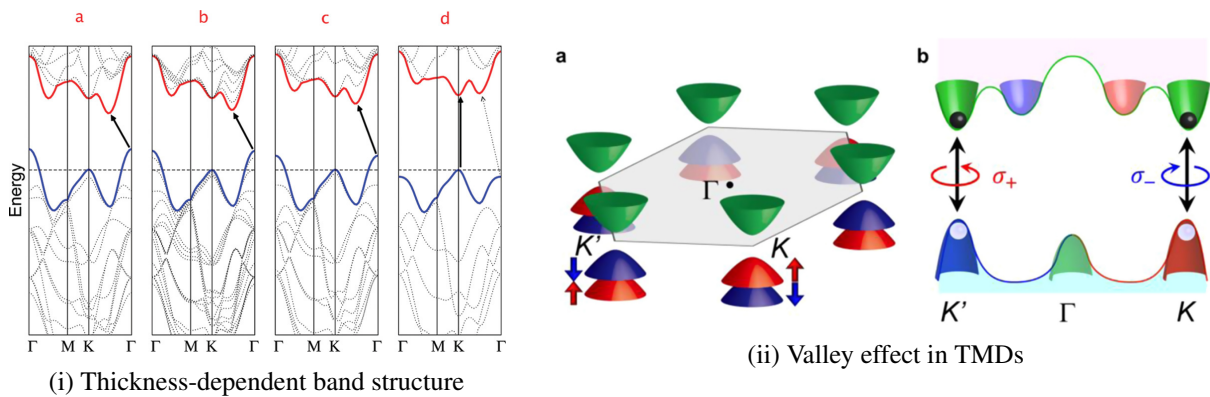 a b c d
Energy
Γ M K Γ Γ M K Γ Γ M K Γ Γ M K Γ
(i) Thickness-dependent band structure
a
Γ
K' K
b
σ+ σ−
K' Γ K
(ii) Valley effect in TMDs